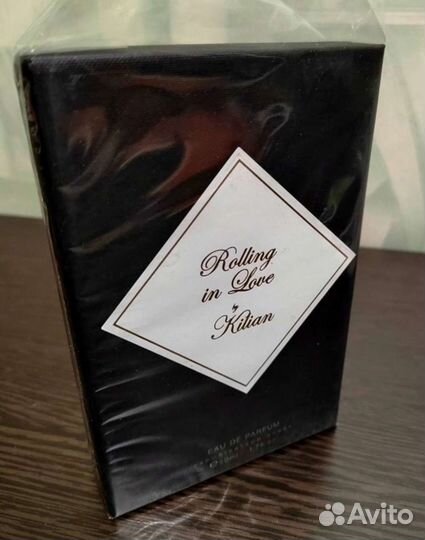 Rolling
in Love
by
Kilian
EAU DE PARFUM
Avito